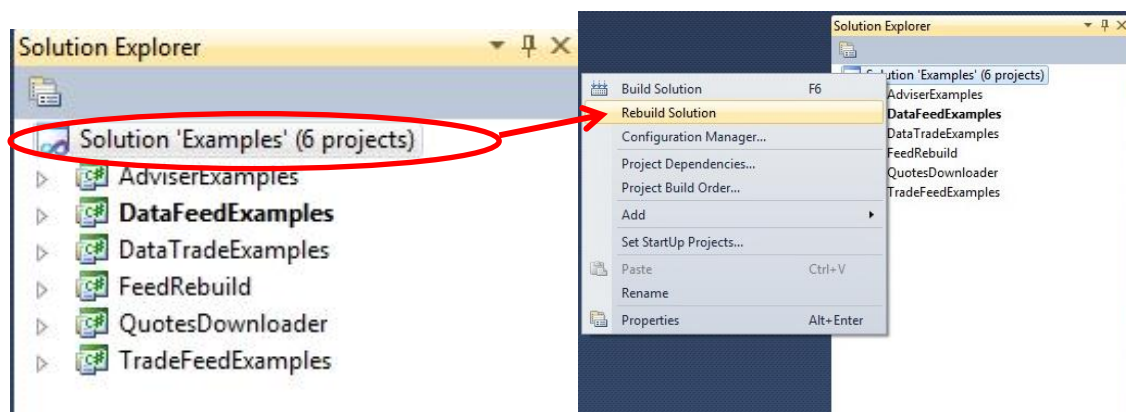 Solution Explorer
Solution 'Examples' (6 projects)
AdviserExamples
DataFeedExamples
DataTradeExamples
FeedRebuild
QuotesDownloader
TradeFeedExamples
Build Solution F6
Rebuild Solution
Configuration Manager...
Project Dependencies...
Project Build Order...
Add
Set StartUp Projects...
Paste Ctrl+V
Rename
Properties Alt+Enter
Solution Explorer
Solution 'Examples' (6 projects)
AdviserExamples
DataFeedExamples
DataTradeExamples
FeedRebuild
QuotesDownloader
TradeFeedExamples